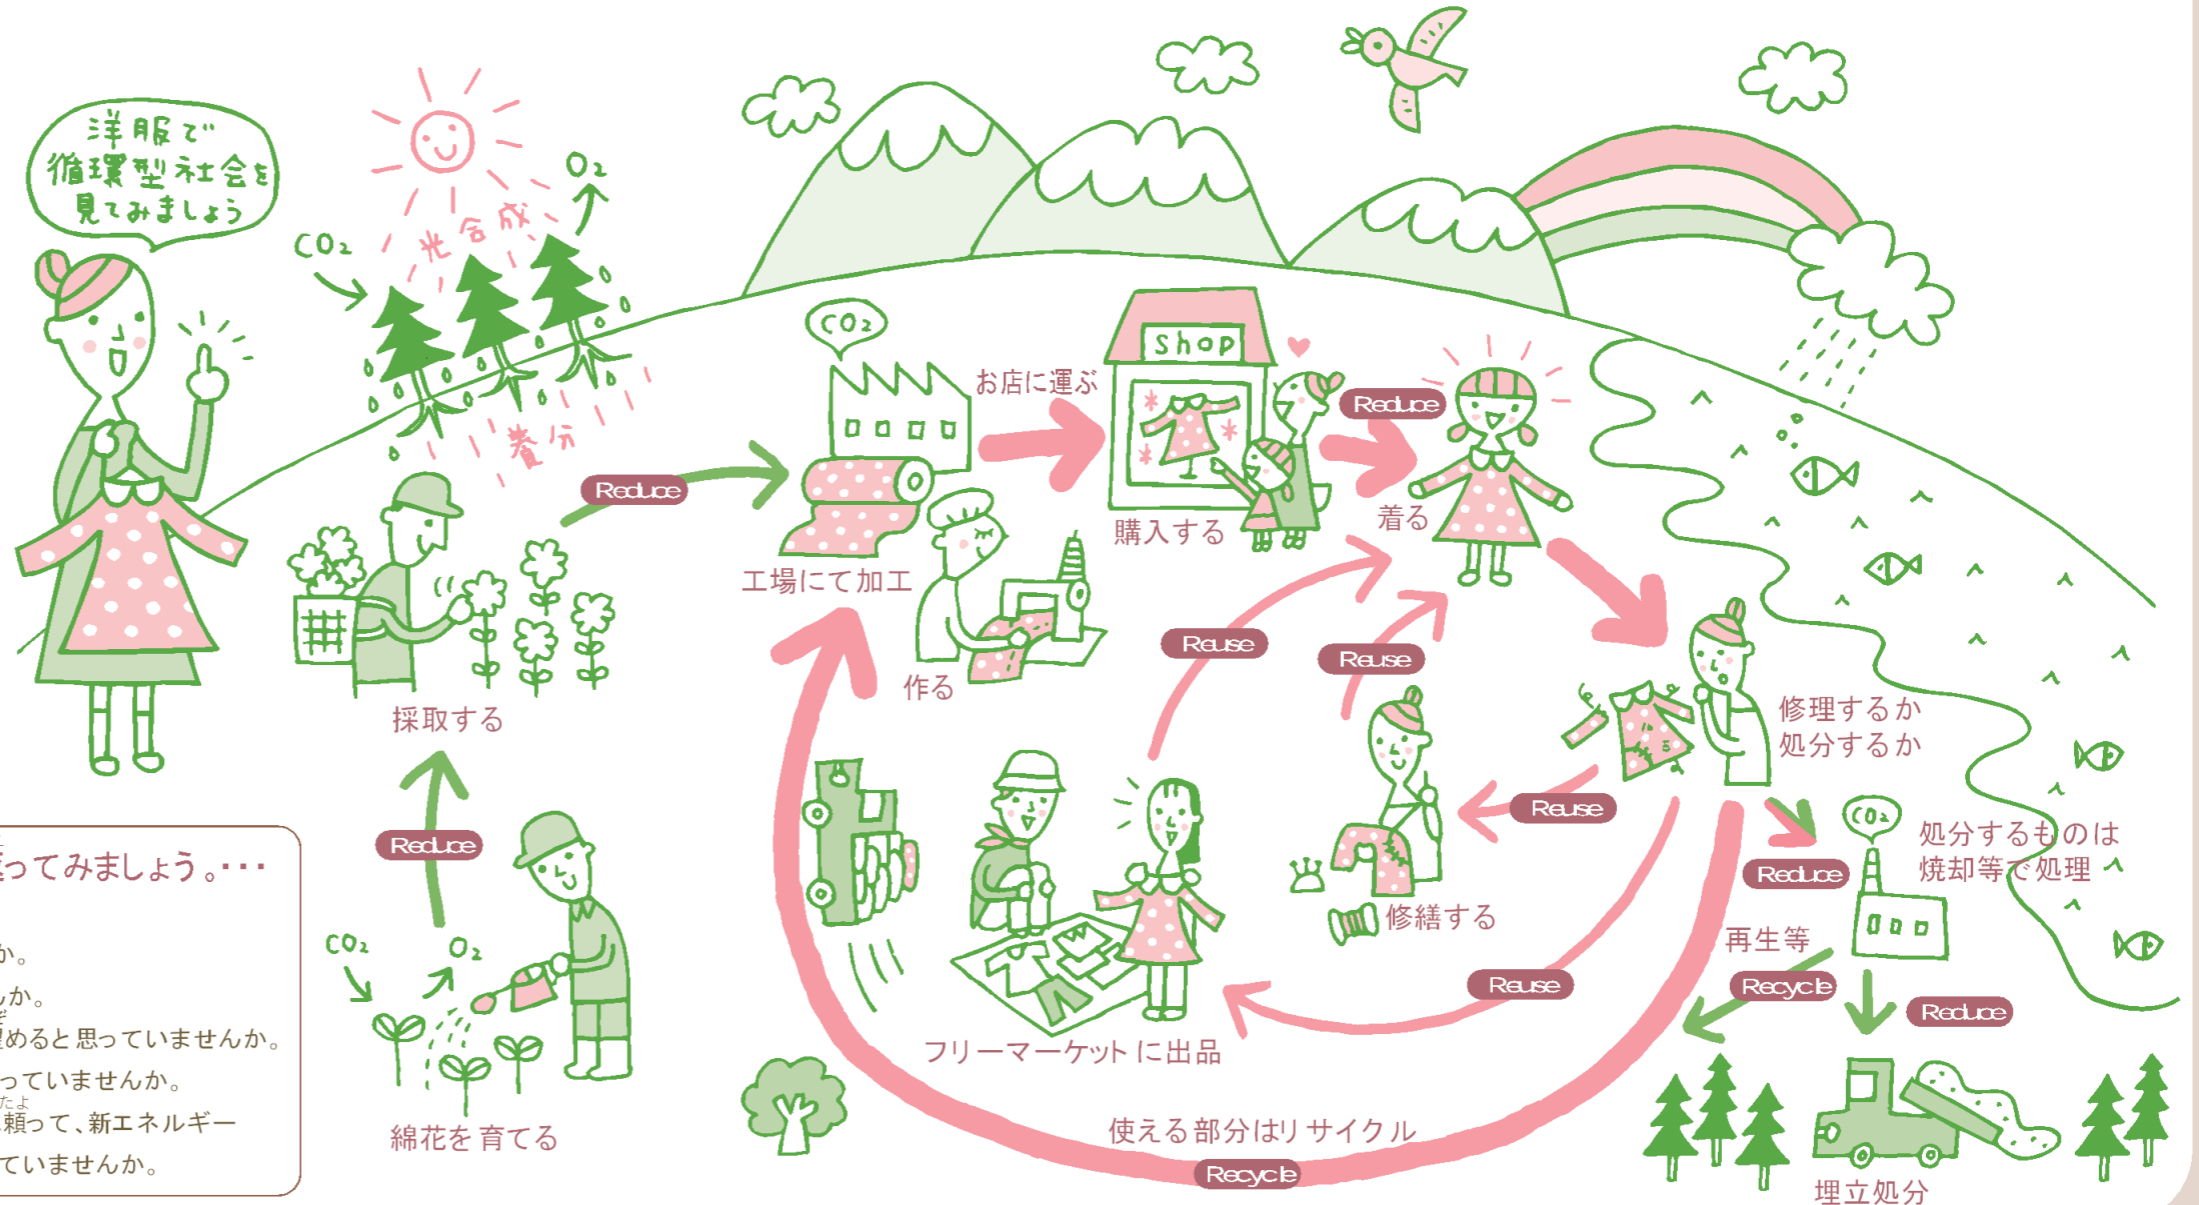 洋服で
循環型社会を
見てみましょう
CO₂
光合成
O₂
養分
CO₂
お店に運ぶ
shop
Reduce
Reduce
購入する
着る
工場にて加工
作る
採取する
Reuse
Reuse
修理するか
処分するか
Reuse
Reduce
CO₂
処分するものは
焼却等で処理
Reduce
修繕する
再生等
Recycle
Reduce
Reuse
フリーマーケットに出品
CO₂
O₂
綿花を育てる
使える部分はリサイクル
Recycle
埋立処分
ってみましょう。･･･
か。
んか。
めると思っていませんか。
っていませんか。
たよ
頼って、新エネルギー
ていませんか。